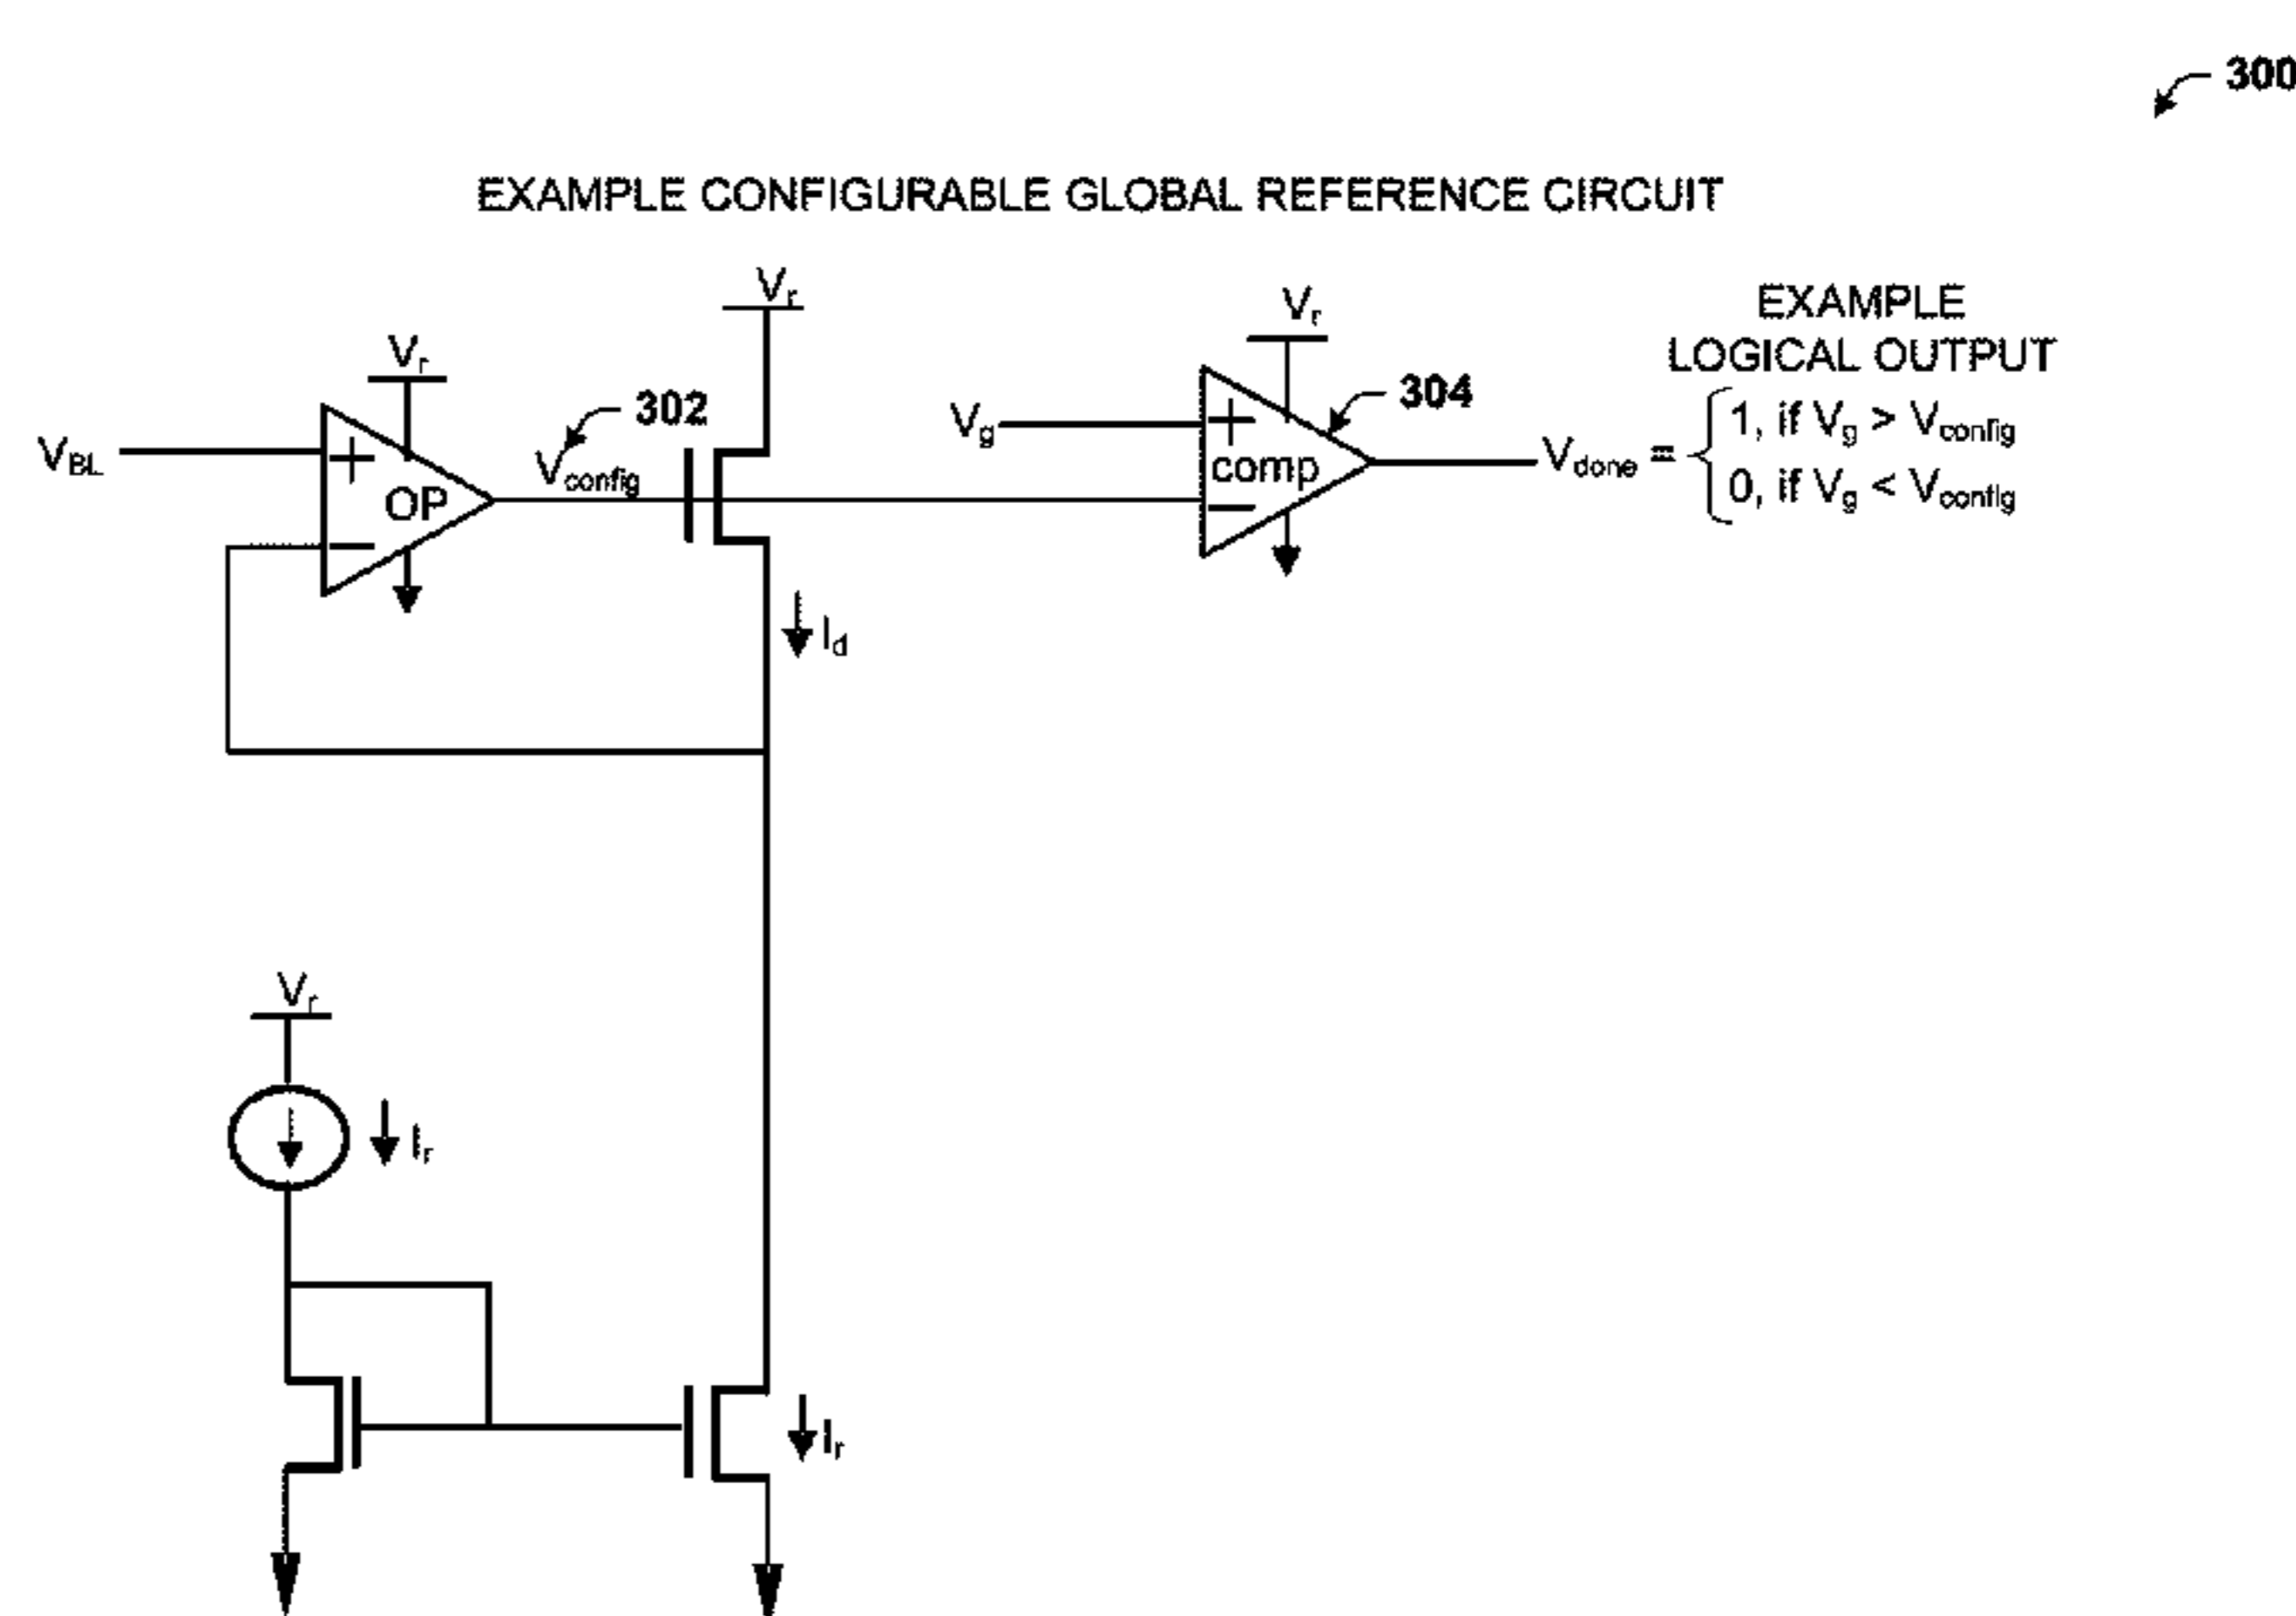 300
EXAMPLE CONFIGURABLE GLOBAL REFERENCE CIRCUIT
Vr
Vr
Vr
EXAMPLE
LOGICAL OUTPUT
302
304
VBL
+
OP
−
Vconfig
Vg
+
comp
−
Vdone = { 1, if Vg > Vconfig
0, if Vg < Vconfig
Id
Vr
Ir
Ir